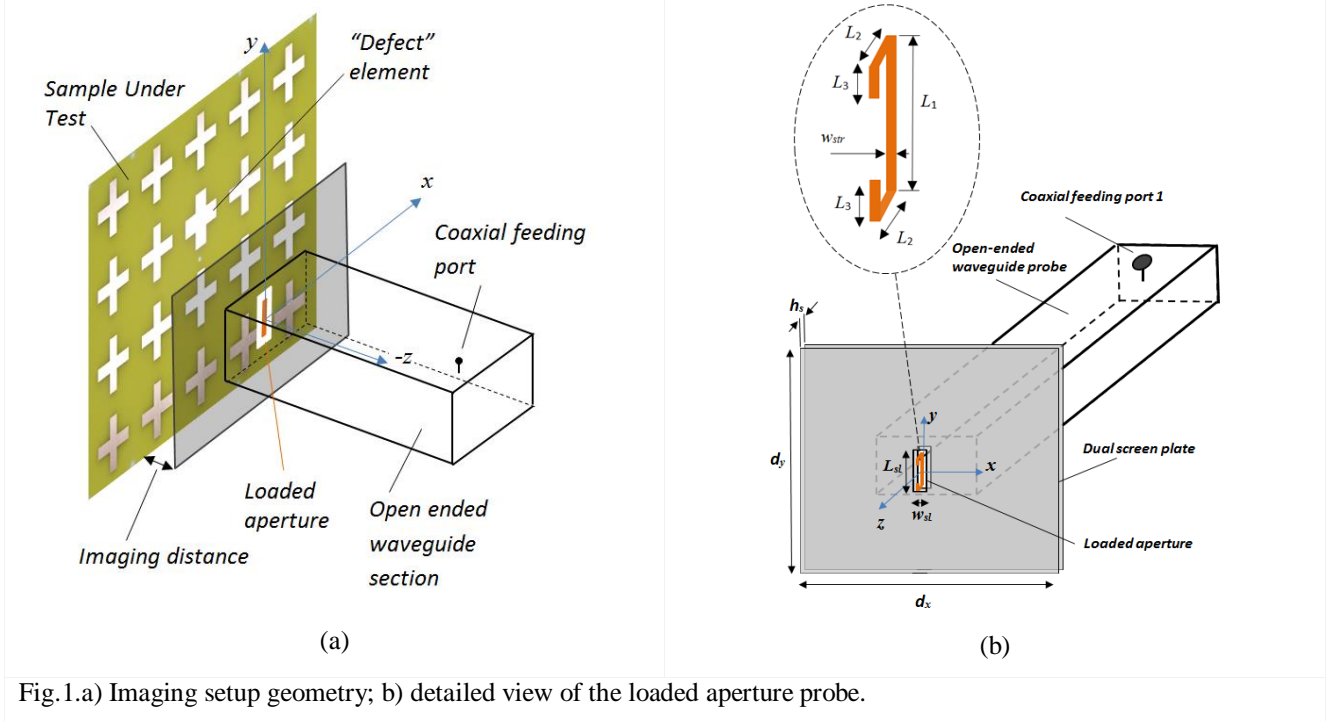 y
"Defect"
element
Sample Under
Test
x
Coaxial feeding
port
-z
Loaded
aperture
Open ended
waveguide
section
Imaging distance
(a)
L2
L3
L1
wstr
L3
L2
Coaxial feeding port 1
Open-ended
waveguide probe
hs
y
dy
Lsl
x
Dual screen plate
z
wsl
Loaded aperture
dx
(b)
Fig.1.a) Imaging setup geometry; b) detailed view of the loaded aperture probe.